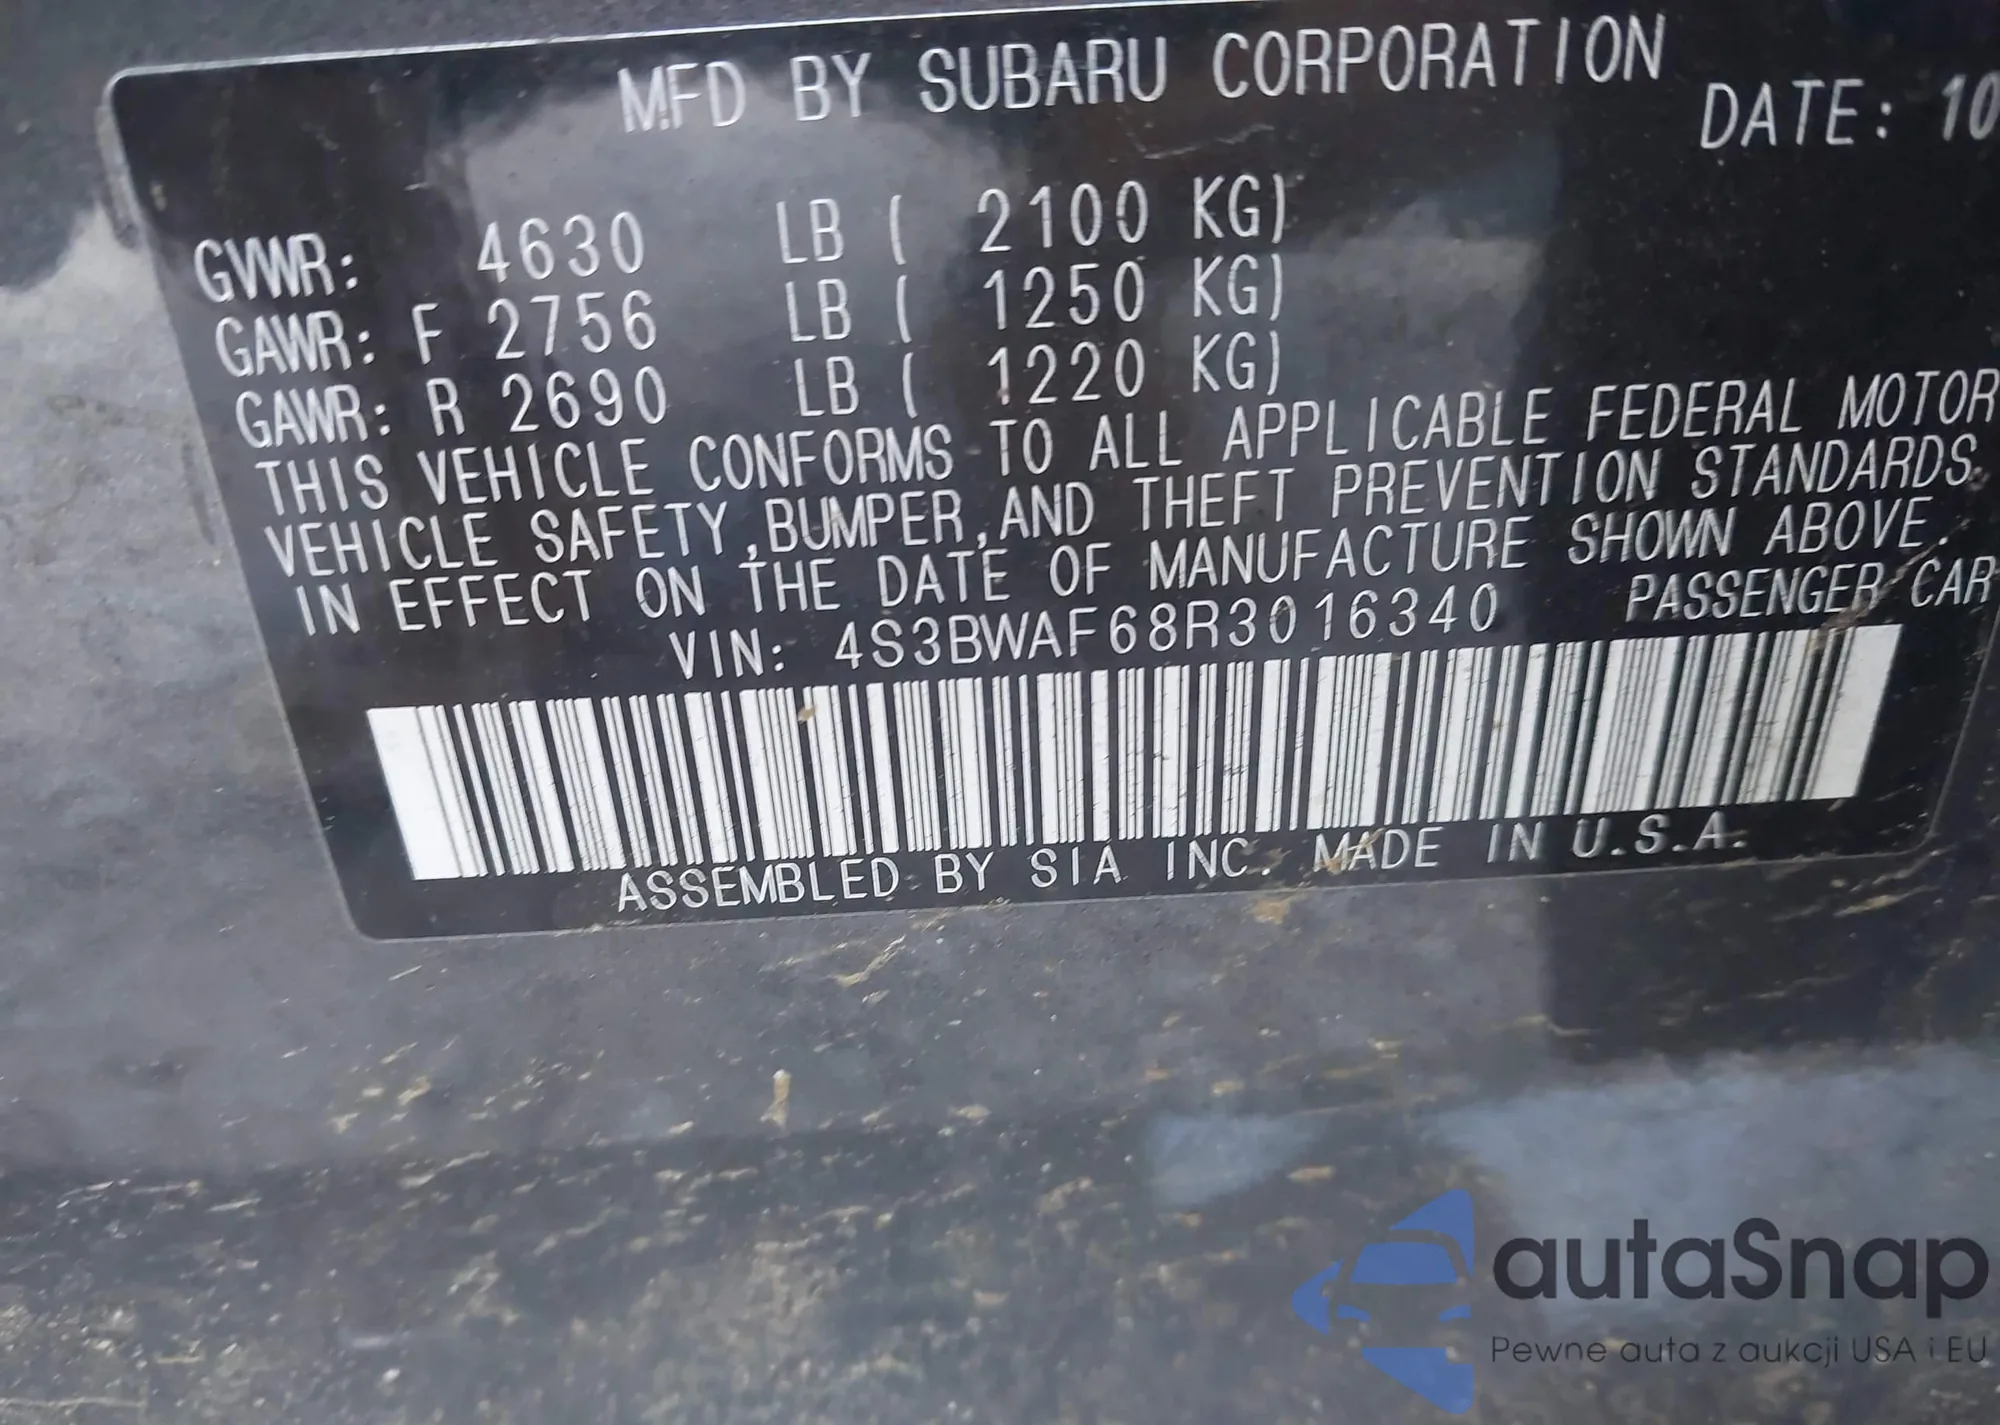 MFD BY SUBARU CORPORATION
DATE: 10
GVWR: 4630 LB ( 2100 KG)
GAWR: F 2756 LB ( 1250 KG)
GAWR: R 2690 LB ( 1220 KG)
THIS VEHICLE CONFORMS TO ALL APPLICABLE FEDERAL MOTOR
VEHICLE SAFETY,BUMPER,AND THEFT PREVENTION STANDARDS
IN EFFECT ON THE DATE OF MANUFACTURE SHOWN ABOVE.
VIN: 4S3BWAF68R3016340 PASSENGER CAR
ASSEMBLED BY SIA INC. MADE IN U.S.A.
autaSnap
Pewne auta z aukcji USA i EU